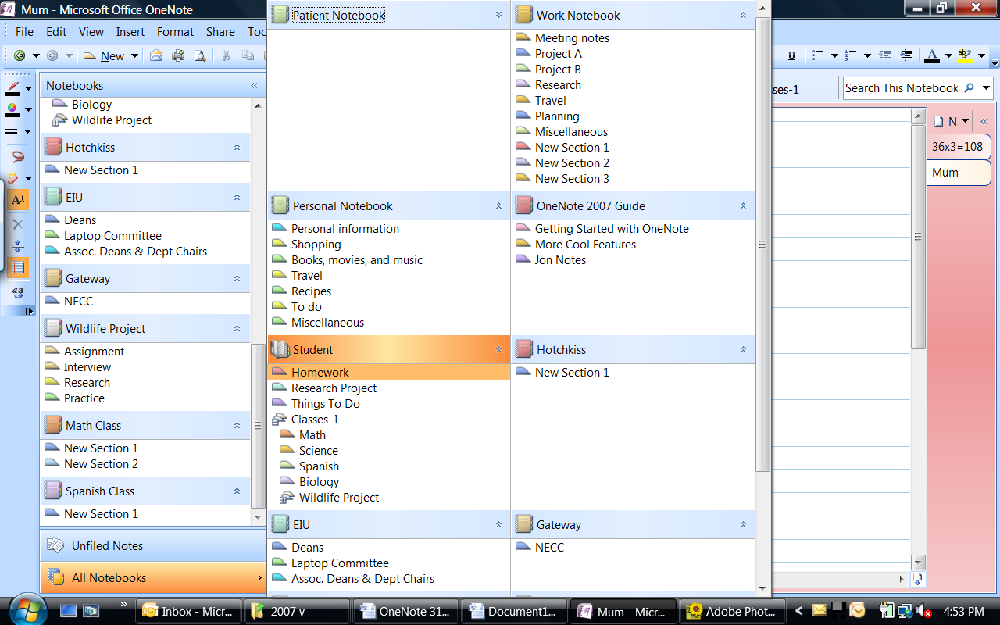 Mum - Microsoft Office OneNote
File Edit View Insert Format Share
New
U
A
ab
Notebooks
Biology
Wildlife Project
Hotchkiss
New Section 1
EIU
Deans
Laptop Committee
Assoc. Deans & Dept Chairs
Gateway
NECC
Wildlife Project
Assignment
Interview
Research
Practice
Math Class
New Section 1
New Section 2
Spanish Class
New Section 1
Unfiled Notes
All Notebooks
Patient Notebook
Personal Notebook
Personal information
Shopping
Books, movies, and music
Travel
Recipes
To do
Miscellaneous
Student
Homework
Research Project
Things To Do
Classes-1
Math
Science
Spanish
Biology
Wildlife Project
EIU
Deans
Laptop Committee
Assoc. Deans & Dept Chairs
Work Notebook
Meeting notes
Project A
Project B
Research
Travel
Planning
Miscellaneous
New Section 1
New Section 2
New Section 3
OneNote 2007 Guide
Getting Started with OneNote
More Cool Features
Jon Notes
Hotchkiss
New Section 1
Gateway
NECC
ses-1
Search This Notebook
N
36x3=108
Mum
Inbox - Micr...
2007 v
OneNote 31...
Document1...
Mum - Micr...
Adobe Phot...
4:53 PM